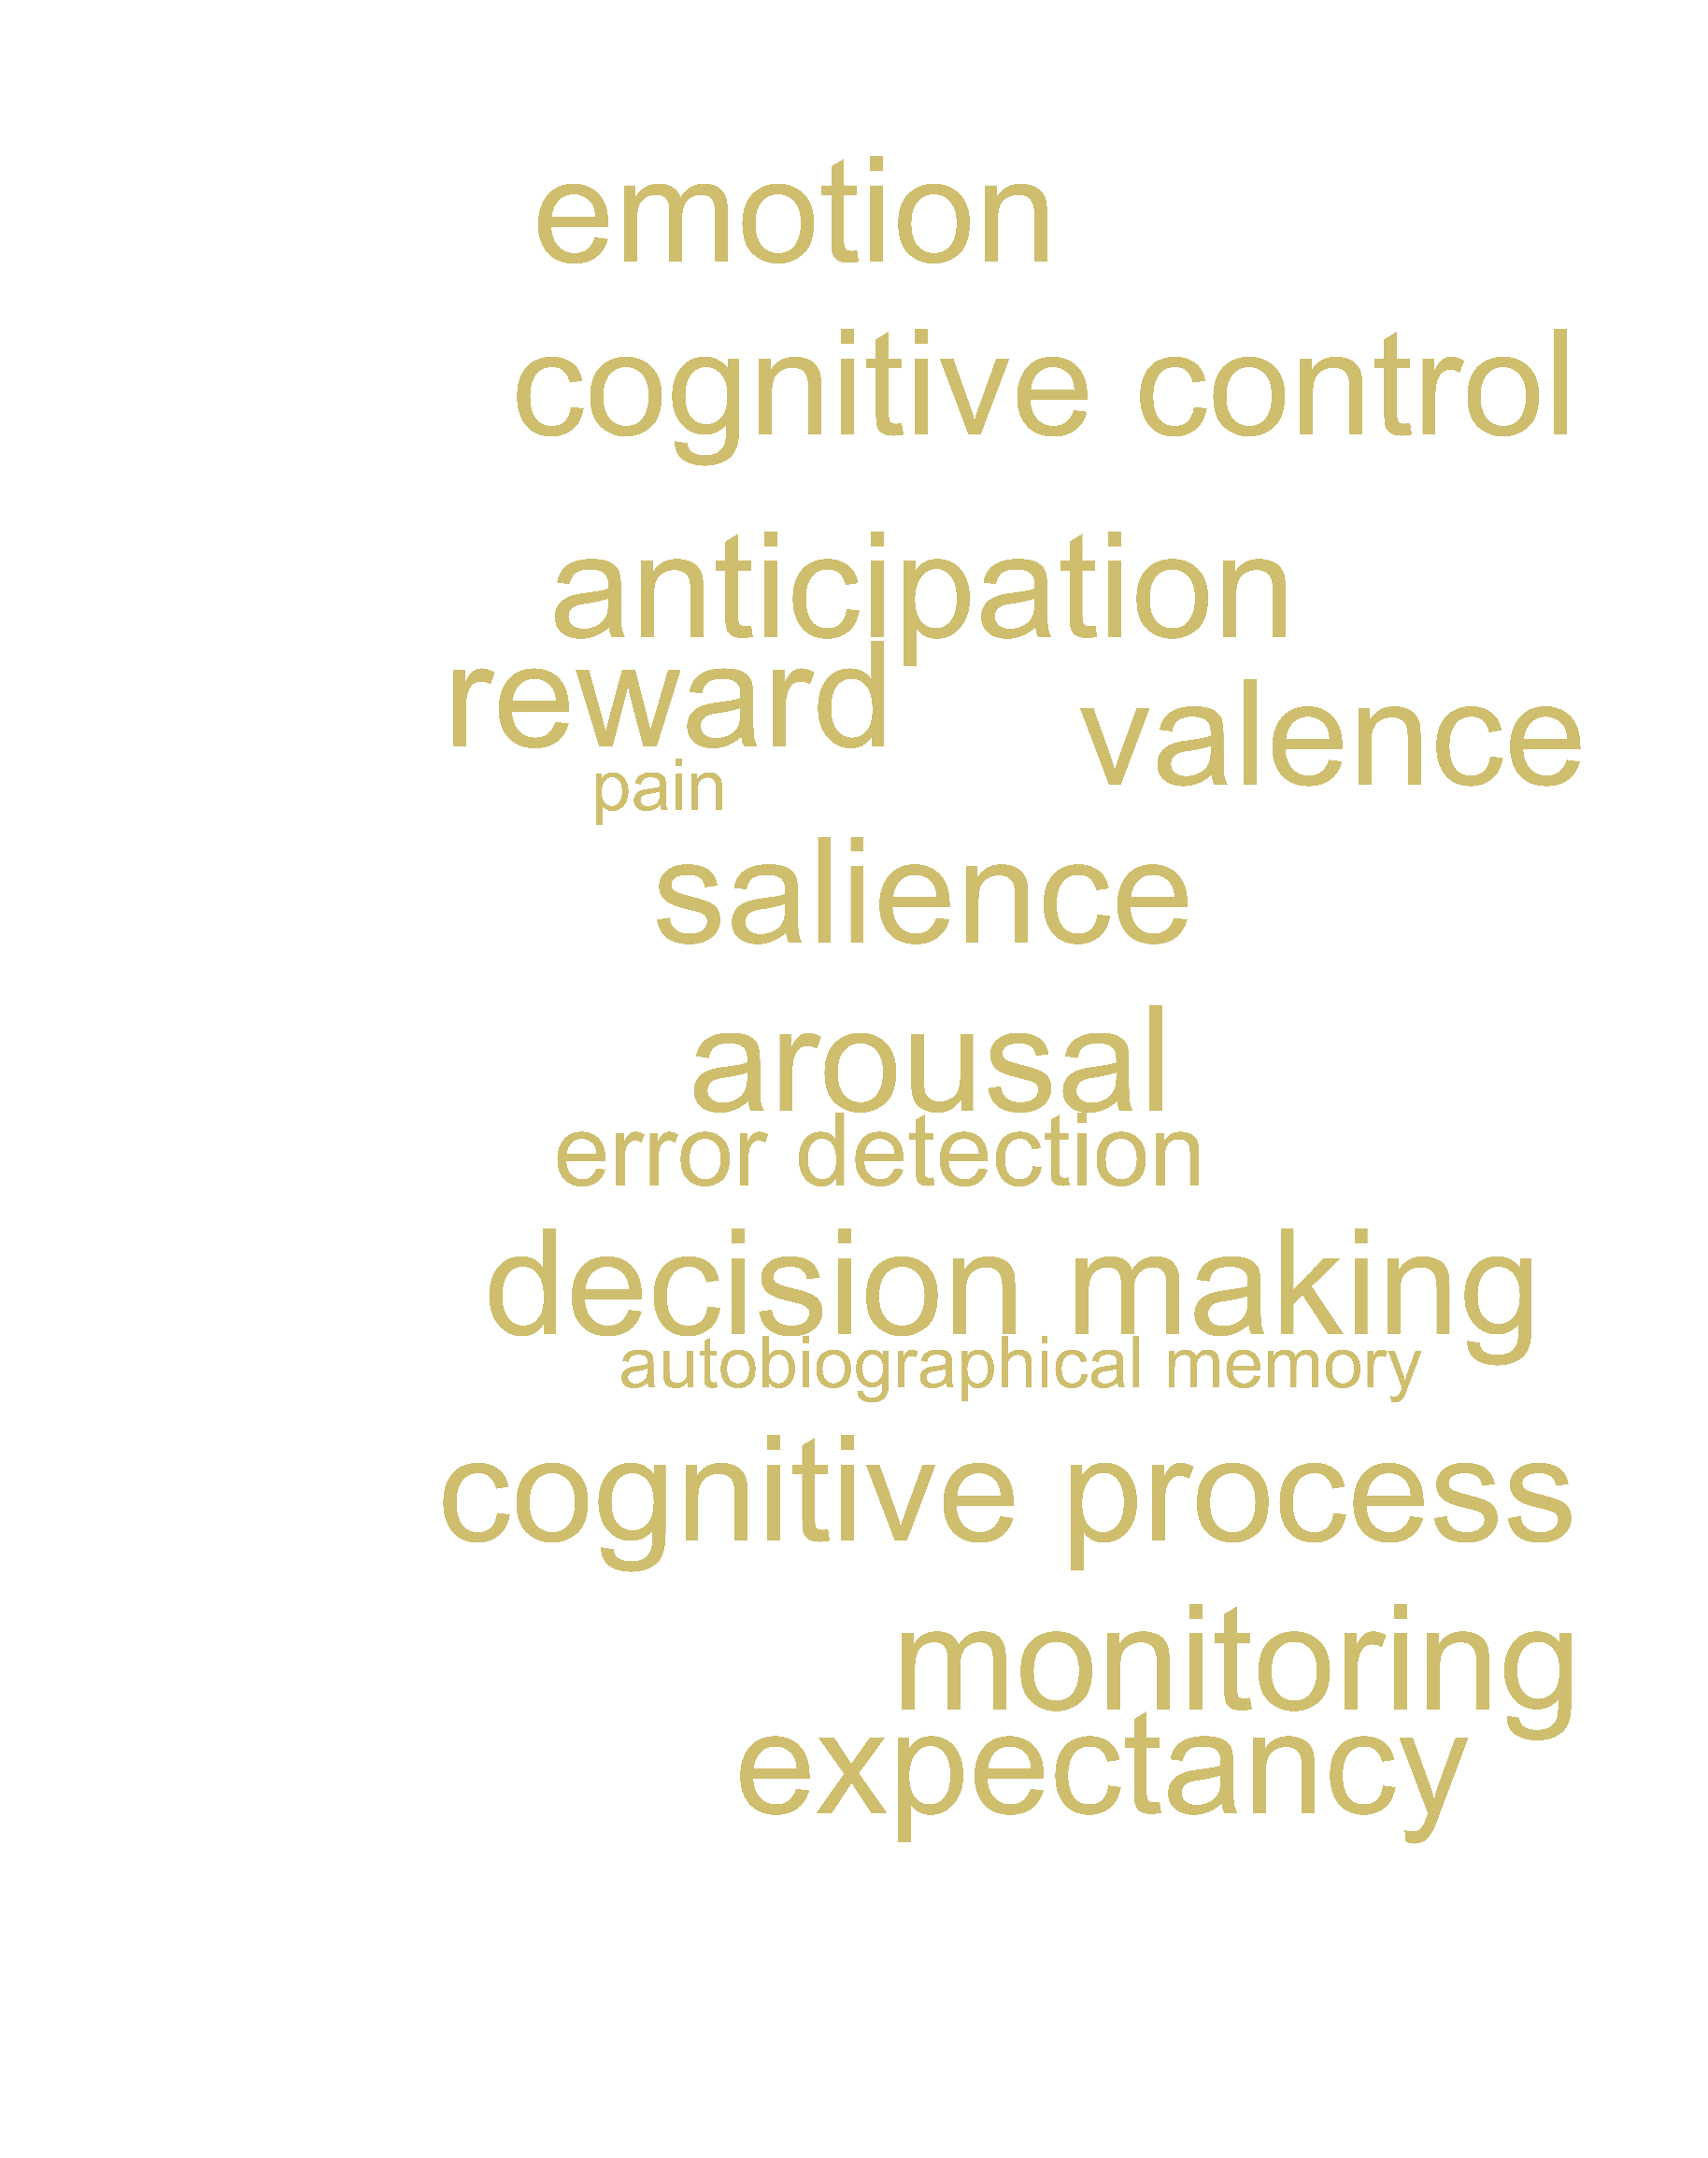 emotion
cognitive control
anticipation
reward
valence
pain
salience
arousal
error detection
decision making
autobiographical memory
cognitive process
monitoring
expectancy